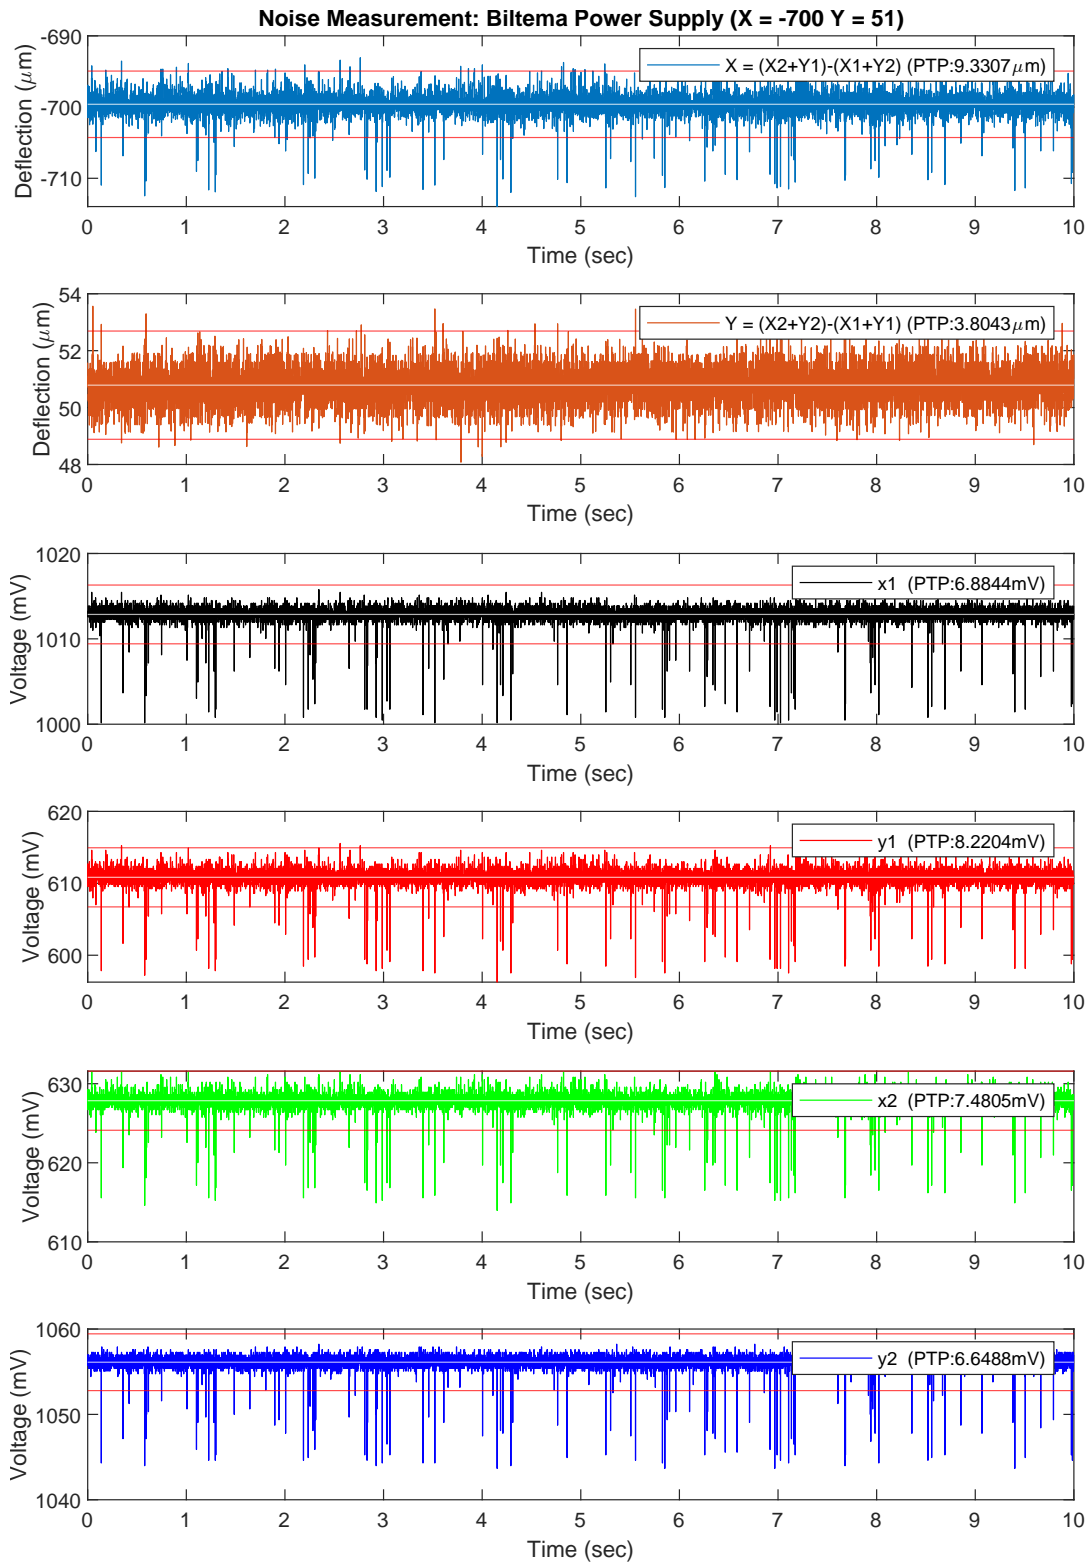 Noise Measurement: Biltema Power Supply (X = -700 Y = 51)
Deflection (μm)
-690
-700
-710
X = (X2+Y1)-(X1+Y2) (PTP:9.3307μm)
0 1 2 3 4 5 6 7 8 9 10
Time (sec)
Deflection (μm)
54
52
50
48
Y = (X2+Y2)-(X1+Y1) (PTP:3.8043μm)
0 1 2 3 4 5 6 7 8 9 10
Time (sec)
Voltage (mV)
1020
1010
1000
x1 (PTP:6.8844mV)
0 1 2 3 4 5 6 7 8 9 10
Time (sec)
Voltage (mV)
620
610
600
y1 (PTP:8.2204mV)
0 1 2 3 4 5 6 7 8 9 10
Time (sec)
Voltage (mV)
630
620
610
x2 (PTP:7.4805mV)
0 1 2 3 4 5 6 7 8 9 10
Time (sec)
Voltage (mV)
1060
1050
1040
y2 (PTP:6.6488mV)
0 1 2 3 4 5 6 7 8 9 10
Time (sec)